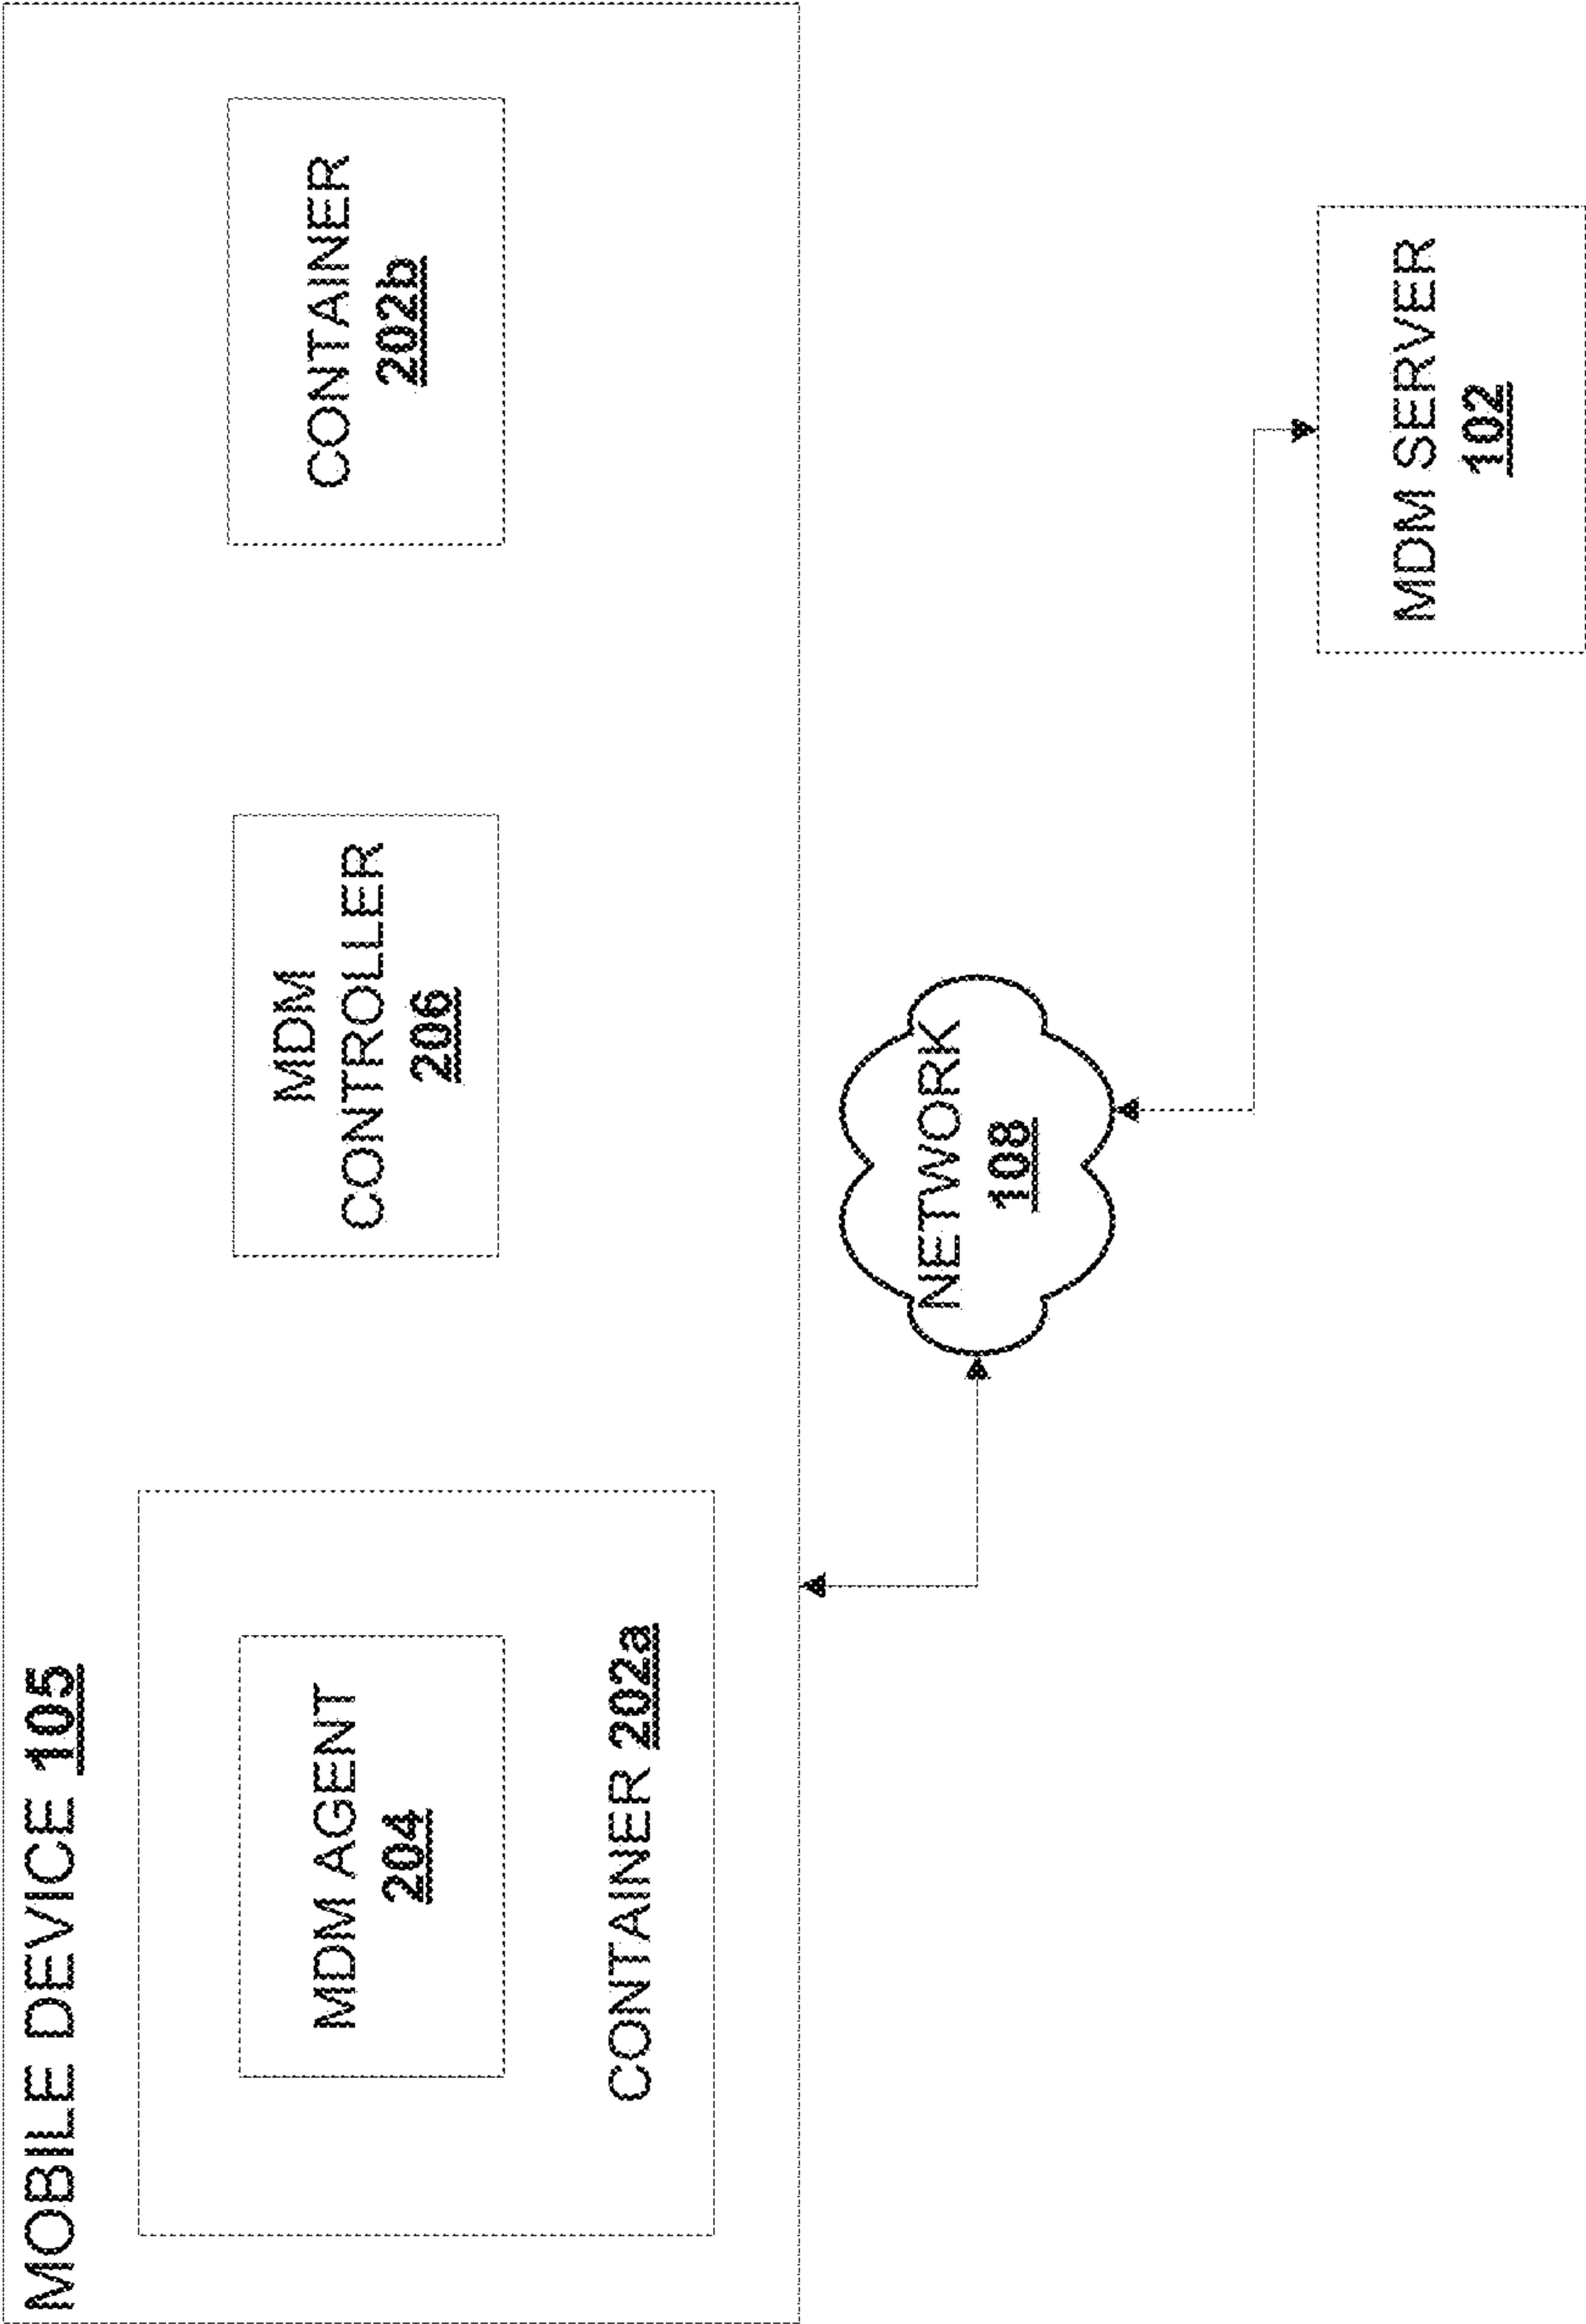 MOBILE DEVICE 105
MDM AGENT
204
CONTAINER 202a
MDM
CONTROLLER
206
CONTAINER
202b
NETWORK
108
MDM SERVER
102